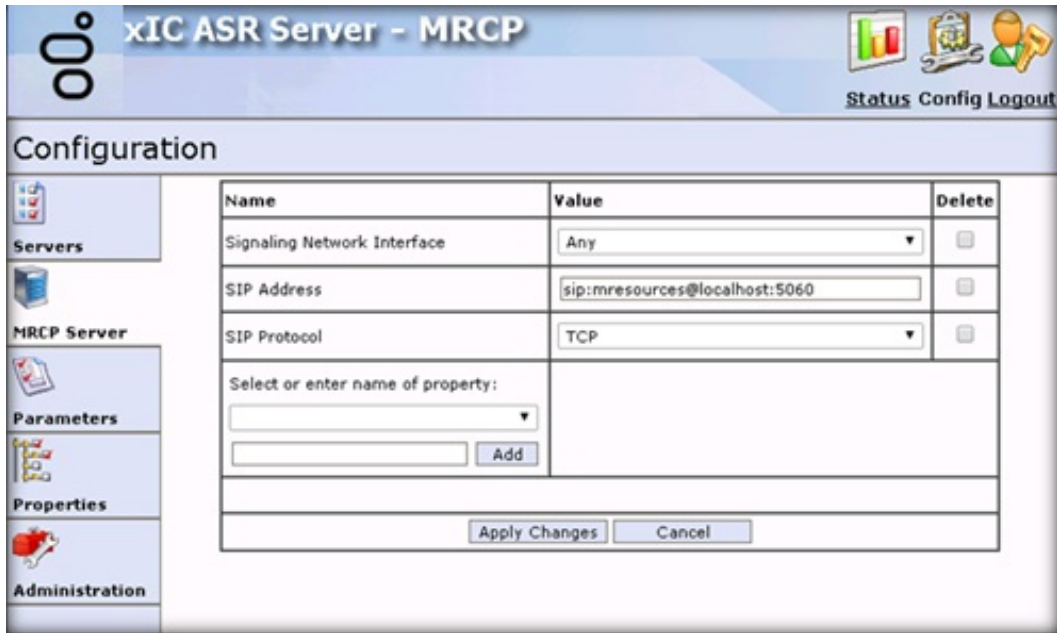 xIC ASR Server - MRCP
Status Config Logout
Configuration
Servers
MRCP Server
Parameters
Properties
Administration
Name Value Delete
Signaling Network Interface Any
SIP Address sip:mresources@localhost:5060
SIP Protocol TCP
Select or enter name of property:
Add
Apply Changes Cancel